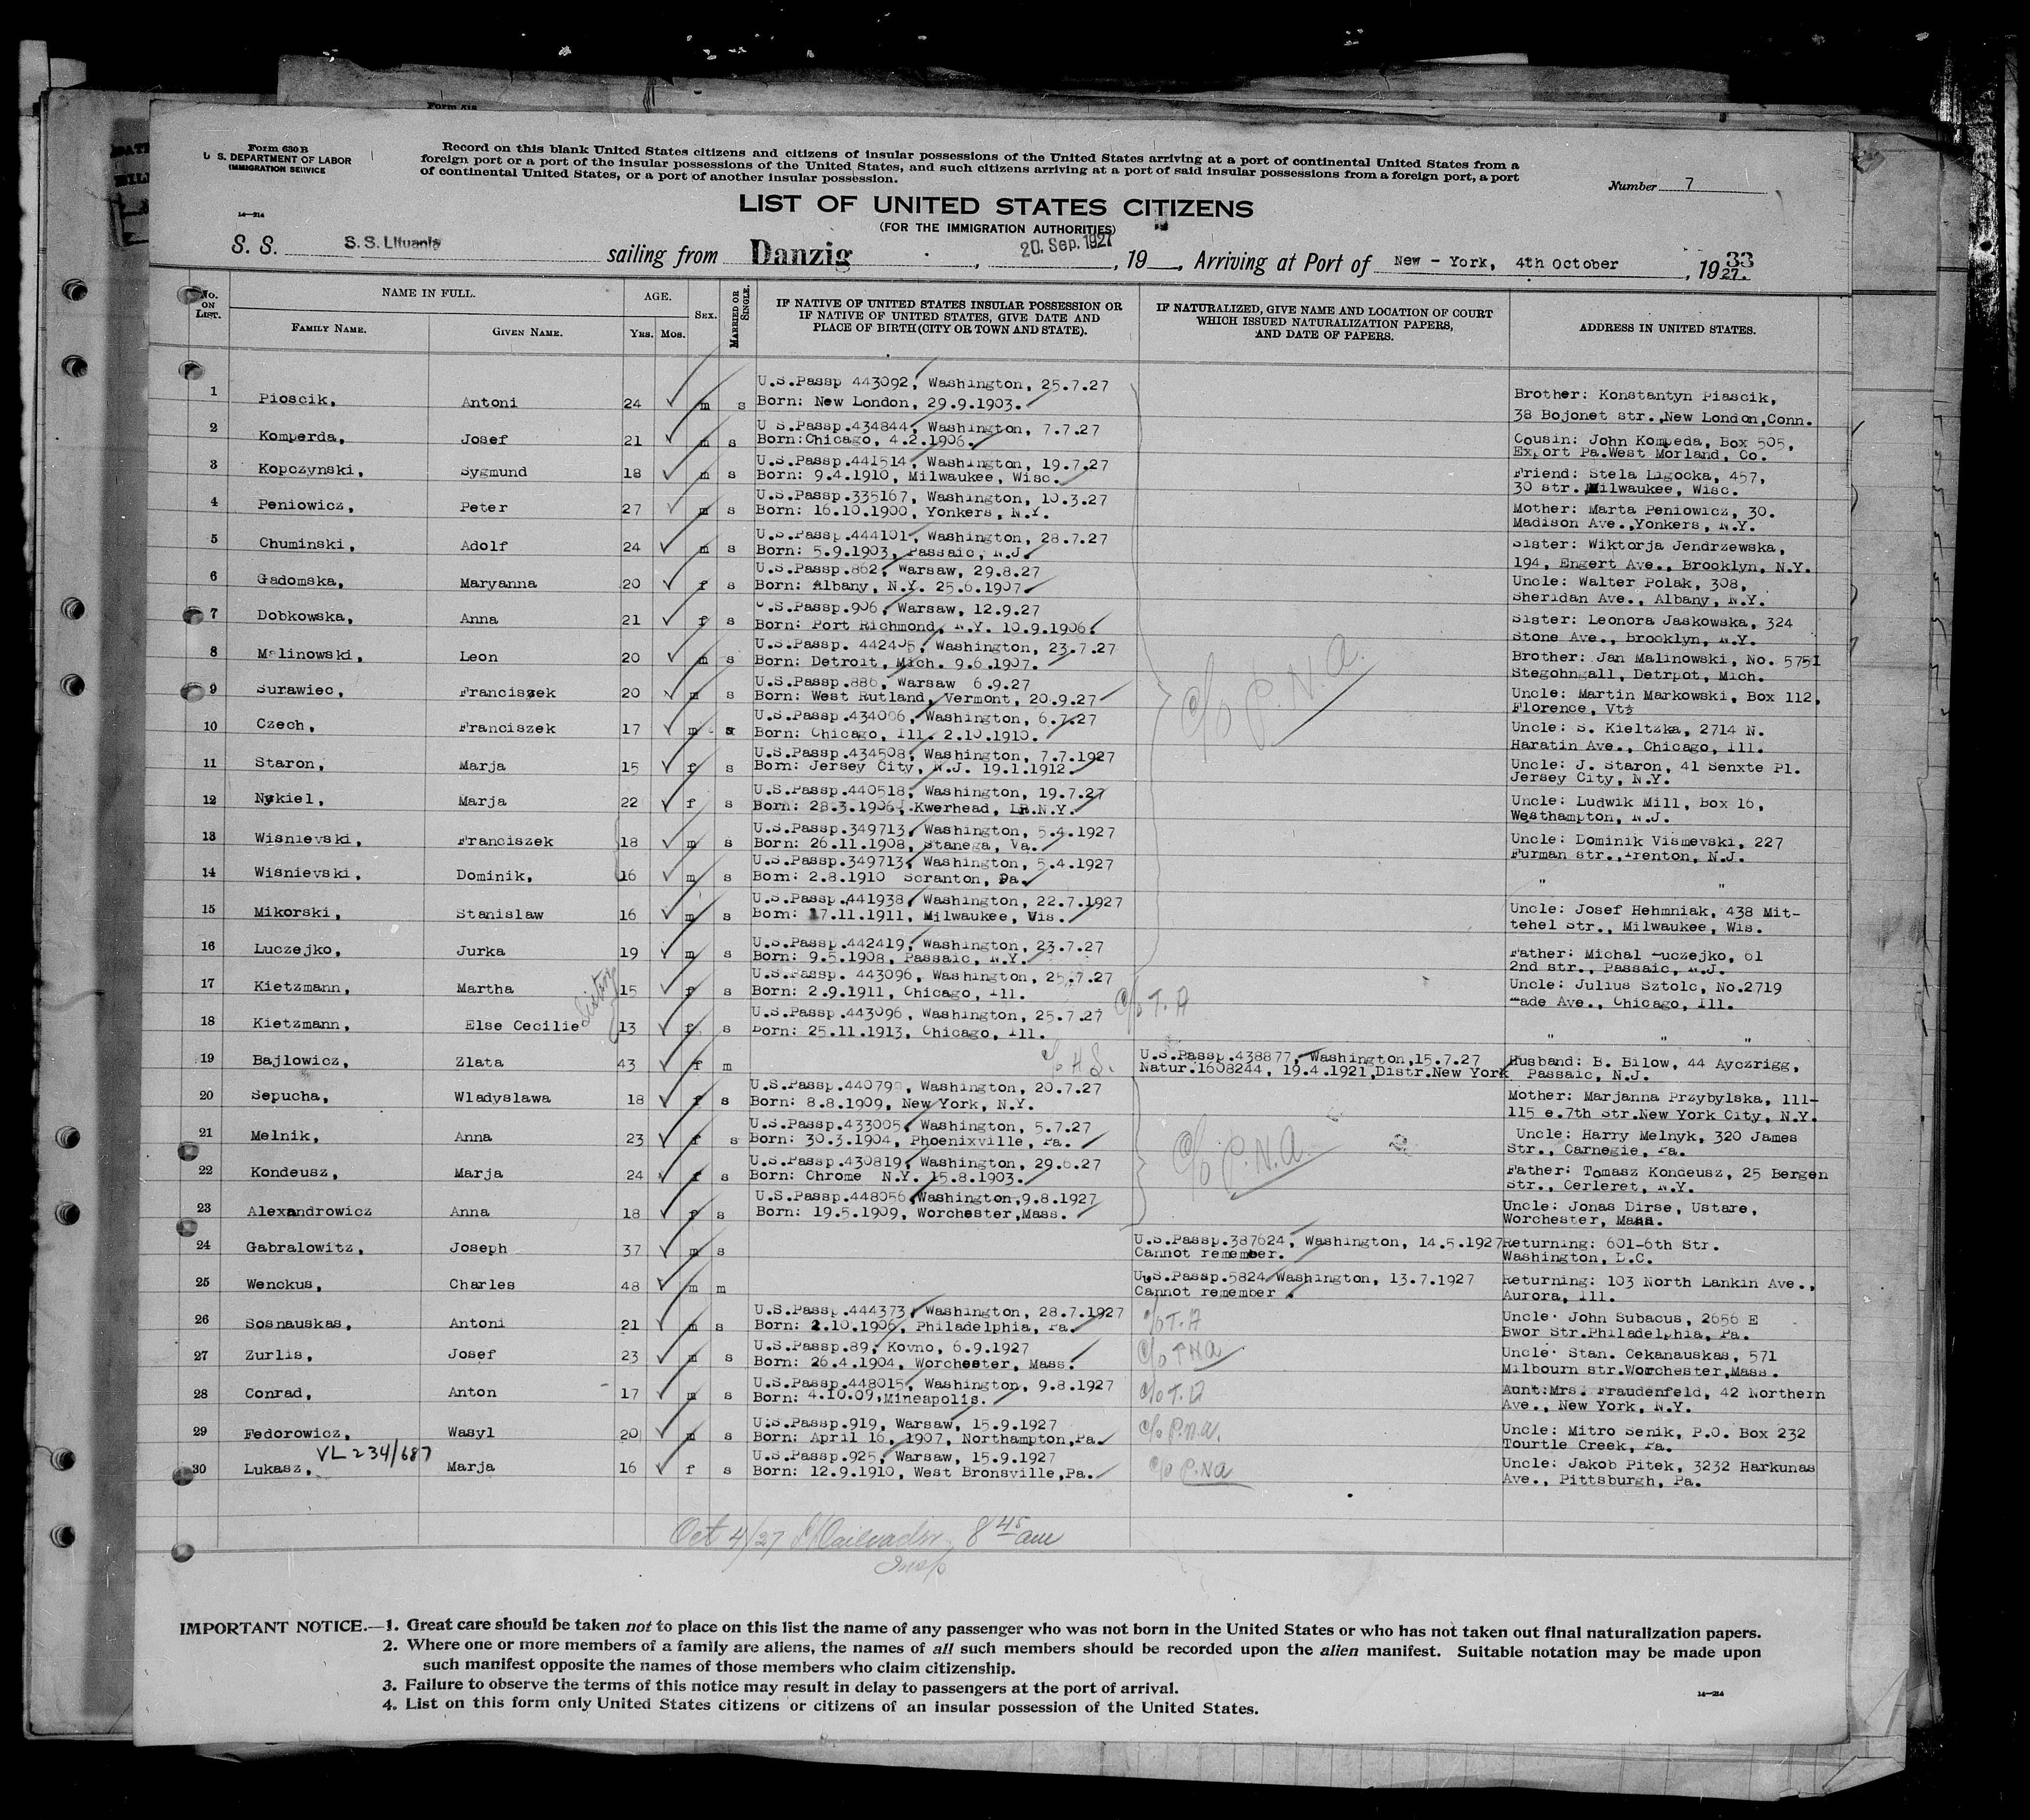 Form 630 B
U. S. DEPARTMENT OF LABOR
IMMIGRATION SERVICE
14—214
Record on this blank United States citizens and citizens of insular possessions of the United States arriving at a port of continental United States from a
foreign port or a port of the insular possessions of the United States, and such citizens arriving at a port of said insular possessions from a foreign port, a port
of continental United States, or a port of another insular possession.
Number 7
LIST OF UNITED STATES CITIZENS
(FOR THE IMMIGRATION AUTHORITIES)
S. S. S. S. Lituania sailing from Danzig, 20. Sep. 1927, 19__, Arriving at Port of New - York, 4th October, 1927.
33
No. ON LIST.
NAME IN FULL.
FAMILY NAME.
GIVEN NAME.
AGE.
YRS. MOS.
SEX.
MARRIED OR SINGLE.
IF NATIVE OF UNITED STATES INSULAR POSSESSION OR
IF NATIVE OF UNITED STATES, GIVE DATE AND
PLACE OF BIRTH (CITY OR TOWN AND STATE).
IF NATURALIZED, GIVE NAME AND LOCATION OF COURT
WHICH ISSUED NATURALIZATION PAPERS,
AND DATE OF PAPERS.
ADDRESS IN UNITED STATES.
1 Pioscik, Antoni 24 m s U.S.Passp 443092, Washington, 25.7.27 Brother: Konstantyn Piascik,
Born: New London, 29.9.1903. 38 Bojonet str.,New London,Conn.
2 Komperda, Josef 21 m s U S.Passp.434844, Washington, 7.7.27 Cousin: John Kompeda, Box 505,
Born:Chicago, 4.2.1906. Export Pa.West Morland, Co.
3 Kopczynski, Sygmund 18 m s U.S.Passp.441514, Washington, 19.7.27 Friend: Stela Ligocka, 457,
Born: 9.4.1910, Milwaukee, Wisc. 30 str., Milwaukee, Wisc.
4 Peniowicz, Peter 27 m s U.S.Passp.335167, Washington, 10.3.27 Mother: Marta Peniowicz, 30.
Born: 16.10.1900, Yonkers, N.Y. Madison Ave.,Yonkers, N.Y.
5 Chuminski, Adolf 24 m s U.S.Passp.444101, Washington, 28.7.27 Sister: Wiktorja Jendrzewska,
Born: 5.9.1903, Passaic, N.J. 194, Engert Ave., Brooklyn, N.Y.
6 Gadomska, Maryanna 20 f s U.S.Passp.862, Warsaw, 29.8.27 Uncle: Walter Polak, 308,
Born: Albany, N.Y. 25.6.1907. Sheridan Ave., Albany, N.Y.
7 Dobkowska, Anna 21 f s U.S.Passp.906, Warsaw, 12.9.27 Sister: Leonora Jaskowska, 324
Born: Port Richmond, N.Y. 10.9.1906. Stone Ave., Brooklyn, N.Y.
8 Malinowski, Leon 20 m s U.S.Passp. 442405, Washington, 23.7.27 Brother: Jan Malinowski, No. 575I
Born: Detroit, Mich. 9.6.1907. Stegohngall, Detrpot, Mich.
9 Surawiec, Franciszek 20 m s U.S.Passp.886, Warsaw 6.9.27 Uncle: Martin Markowski, Box 112,
Born: West Rutland, Vermont, 20.9.27 Florence, Vt
10 Czech, Franciszek 17 m s U.S.Passp.434006, Washington, 6.7.27 Uncle: S. Kieltzka, 2714 N.
Born: Chicago, Ill. 2.10.1910. Haratin Ave., Chicago, Ill.
11 Staron, Marja 15 f s U.S.Passp.434508, Washington, 7.7.1927 Uncle: J. Staron, 41 Senxte Pl.
Born: Jersey City, N.J. 19.1.1912. Jersey City, N.Y.
12 Nykiel, Marja 22 f s U.S.Passp.440518, Washington, 19.7.27 Uncle: Ludwik Mill, Box 16,
Born: 28.3.1906, Kwerhead, N.Y. Westhampton, N.J.
13 Wisnievski, Franciszek 18 m s U.S.Passp.349713, Washington, 5.4.1927 Uncle: Dominik Vismevski, 227
Born: 26.11.1908, Stanega, Va. Furman str.,Trenton, N.J.
14 Wisnievski, Dominik, 16 m s U.S.Passp.349713, Washington, 5.4.1927
Born: 2.8.1910 Scranton, Pa. " "
15 Mikorski, Stanislaw 16 m s U.S.Passp.441938, Washington, 22.7.1927 Uncle: Josef Hehmniak, 438 Mit-
Born: 17.11.1911, Milwaukee, Wis. tehel Str., Milwaukee, Wis.
16 Luczejko, Jurka 19 m s U.S.Passp.442419, Washington, 23.7.27 Father: Michal Luczejko, 61
Born: 9.5.1908, Passaic, N.Y. 2nd str., Passaic, N.J.
c/o P.N.A.
sisters
17 Kietzmann, Martha 15 f s U.S.Passp. 443096, Washington, 25.7.27 Uncle: Julius Sztolc, No.2719
Born: 2.9.1911, Chicago, Ill. Wade Ave., Chicago, Ill.
c/o T. A
18 Kietzmann, Else Cecilie 13 f s U.S.Passp.443096, Washington, 25.7.27
Born: 25.11.1913, Chicago, Ill. " "
19 Bajlowicz, Zlata 43 f m c/o H S. U.S.Passp.438877, Washington,15.7.27 Husband: B. Bilow, 44 Ayczrigg,
Natur.1608244, 19.4.1921,Distr.New York Passaic, N.J.
20 Sepucha, Wladyslawa 18 f s U.S.Passp.440799, Washington, 20.7.27 Mother: Marjanna Przybylska, 111-
Born: 8.8.1909, New York, N.Y. 115 e.7th Str.New York City, N.Y.
21 Melnik, Anna 23 f s U.S.Passp.433005, Washington, 5.7.27 Uncle: Harry Melnyk, 320 James
Born: 30.3.1904, Phoenixville, Pa. Str., Carnegie, Pa.
c/o P.N.A.
22 Kondeusz, Marja 24 f s U.S.Passp.430819, Washington, 29.6.27 Father: Tomasz Kondeusz, 25 Bergen
Born: Chrome N.Y. 15.8.1903. Str., Cerleret, N.Y.
23 Alexandrowicz Anna 18 f s U.S.Passp.448056, Washington,9.8.1927 Uncle: Jonas Dirse, Ustare,
Born: 19.5.1909, Worchester,Mass. Worchester, Mass.
24 Gabralowitz, Joseph 37 m s U.S.Passp.387624, Washington, 14.5.1927 Returning: 601-6th Str.
Cannot remember. Washington, D.C.
25 Wenckus, Charles 48 m m U.S.Passp.5824 Washington, 13.7.1927 Returning: 103 North Lankin Ave.,
Cannot remember. Aurora, Ill.
26 Sosnauskas, Antoni 21 m s U.S.Passp.444373, Washington, 28.7.1927 c/o T. A Uncle: John Subacus, 2656 E
Born: 2.10.1906, Philadelphia, Pa. Bwor Str.Philadelphia, Pa.
27 Zurlis, Josef 23 m s U.S.Passp.89, Kovno, 6.9.1927 c/o PNA Uncle: Stan. Cekanauskas, 571
Born: 26.4.1904, Worchester, Mass. Milbourn str.Worchester,Mass.
28 Conrad, Anton 17 m s U.S.Passp.448015, Washington, 9.8.1927 c/o T. A Aunt:Mrs. Fraudenfeld, 42 Northern
Born: 4.10.09,Mineapolis. Ave., New York, N.Y.
29 Fedorowicz, Wasyl 20 m s U.S.Passp.919, Warsaw, 15.9.1927 c/o P.N.A. Uncle: Mitro Senik, P.O. Box 232
Born: April 16, 1907, Northampton,Pa. Tourtle Creek, Pa.
VL 234/687
30 Lukasz, Marja 16 f s U.S.Passp.925, Warsaw, 15.9.1927 c/o P.NA Uncle: Jakob Pitek, 3232 Harkunas
Born: 12.9.1910, West Bronsville,Pa. Ave., Pittsburgh, Pa.
Oct 4/27 8 45 am
Insp
IMPORTANT NOTICE.—1. Great care should be taken not to place on this list the name of any passenger who was not born in the United States or who has not taken out final naturalization papers.
2. Where one or more members of a family are aliens, the names of all such members should be recorded upon the alien manifest. Suitable notation may be made upon
such manifest opposite the names of those members who claim citizenship.
3. Failure to observe the terms of this notice may result in delay to passengers at the port of arrival.
4. List on this form only United States citizens or citizens of an insular possession of the United States.
14—214